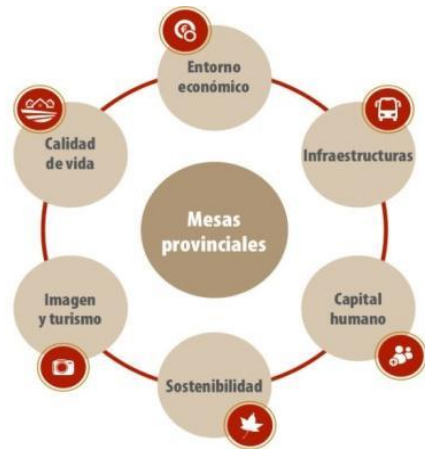 Entorno
económico
Infraestructuras
Capital
humano
Sostenibilidad
Imagen
y turismo
Calidad
de vida
Mesas
provinciales